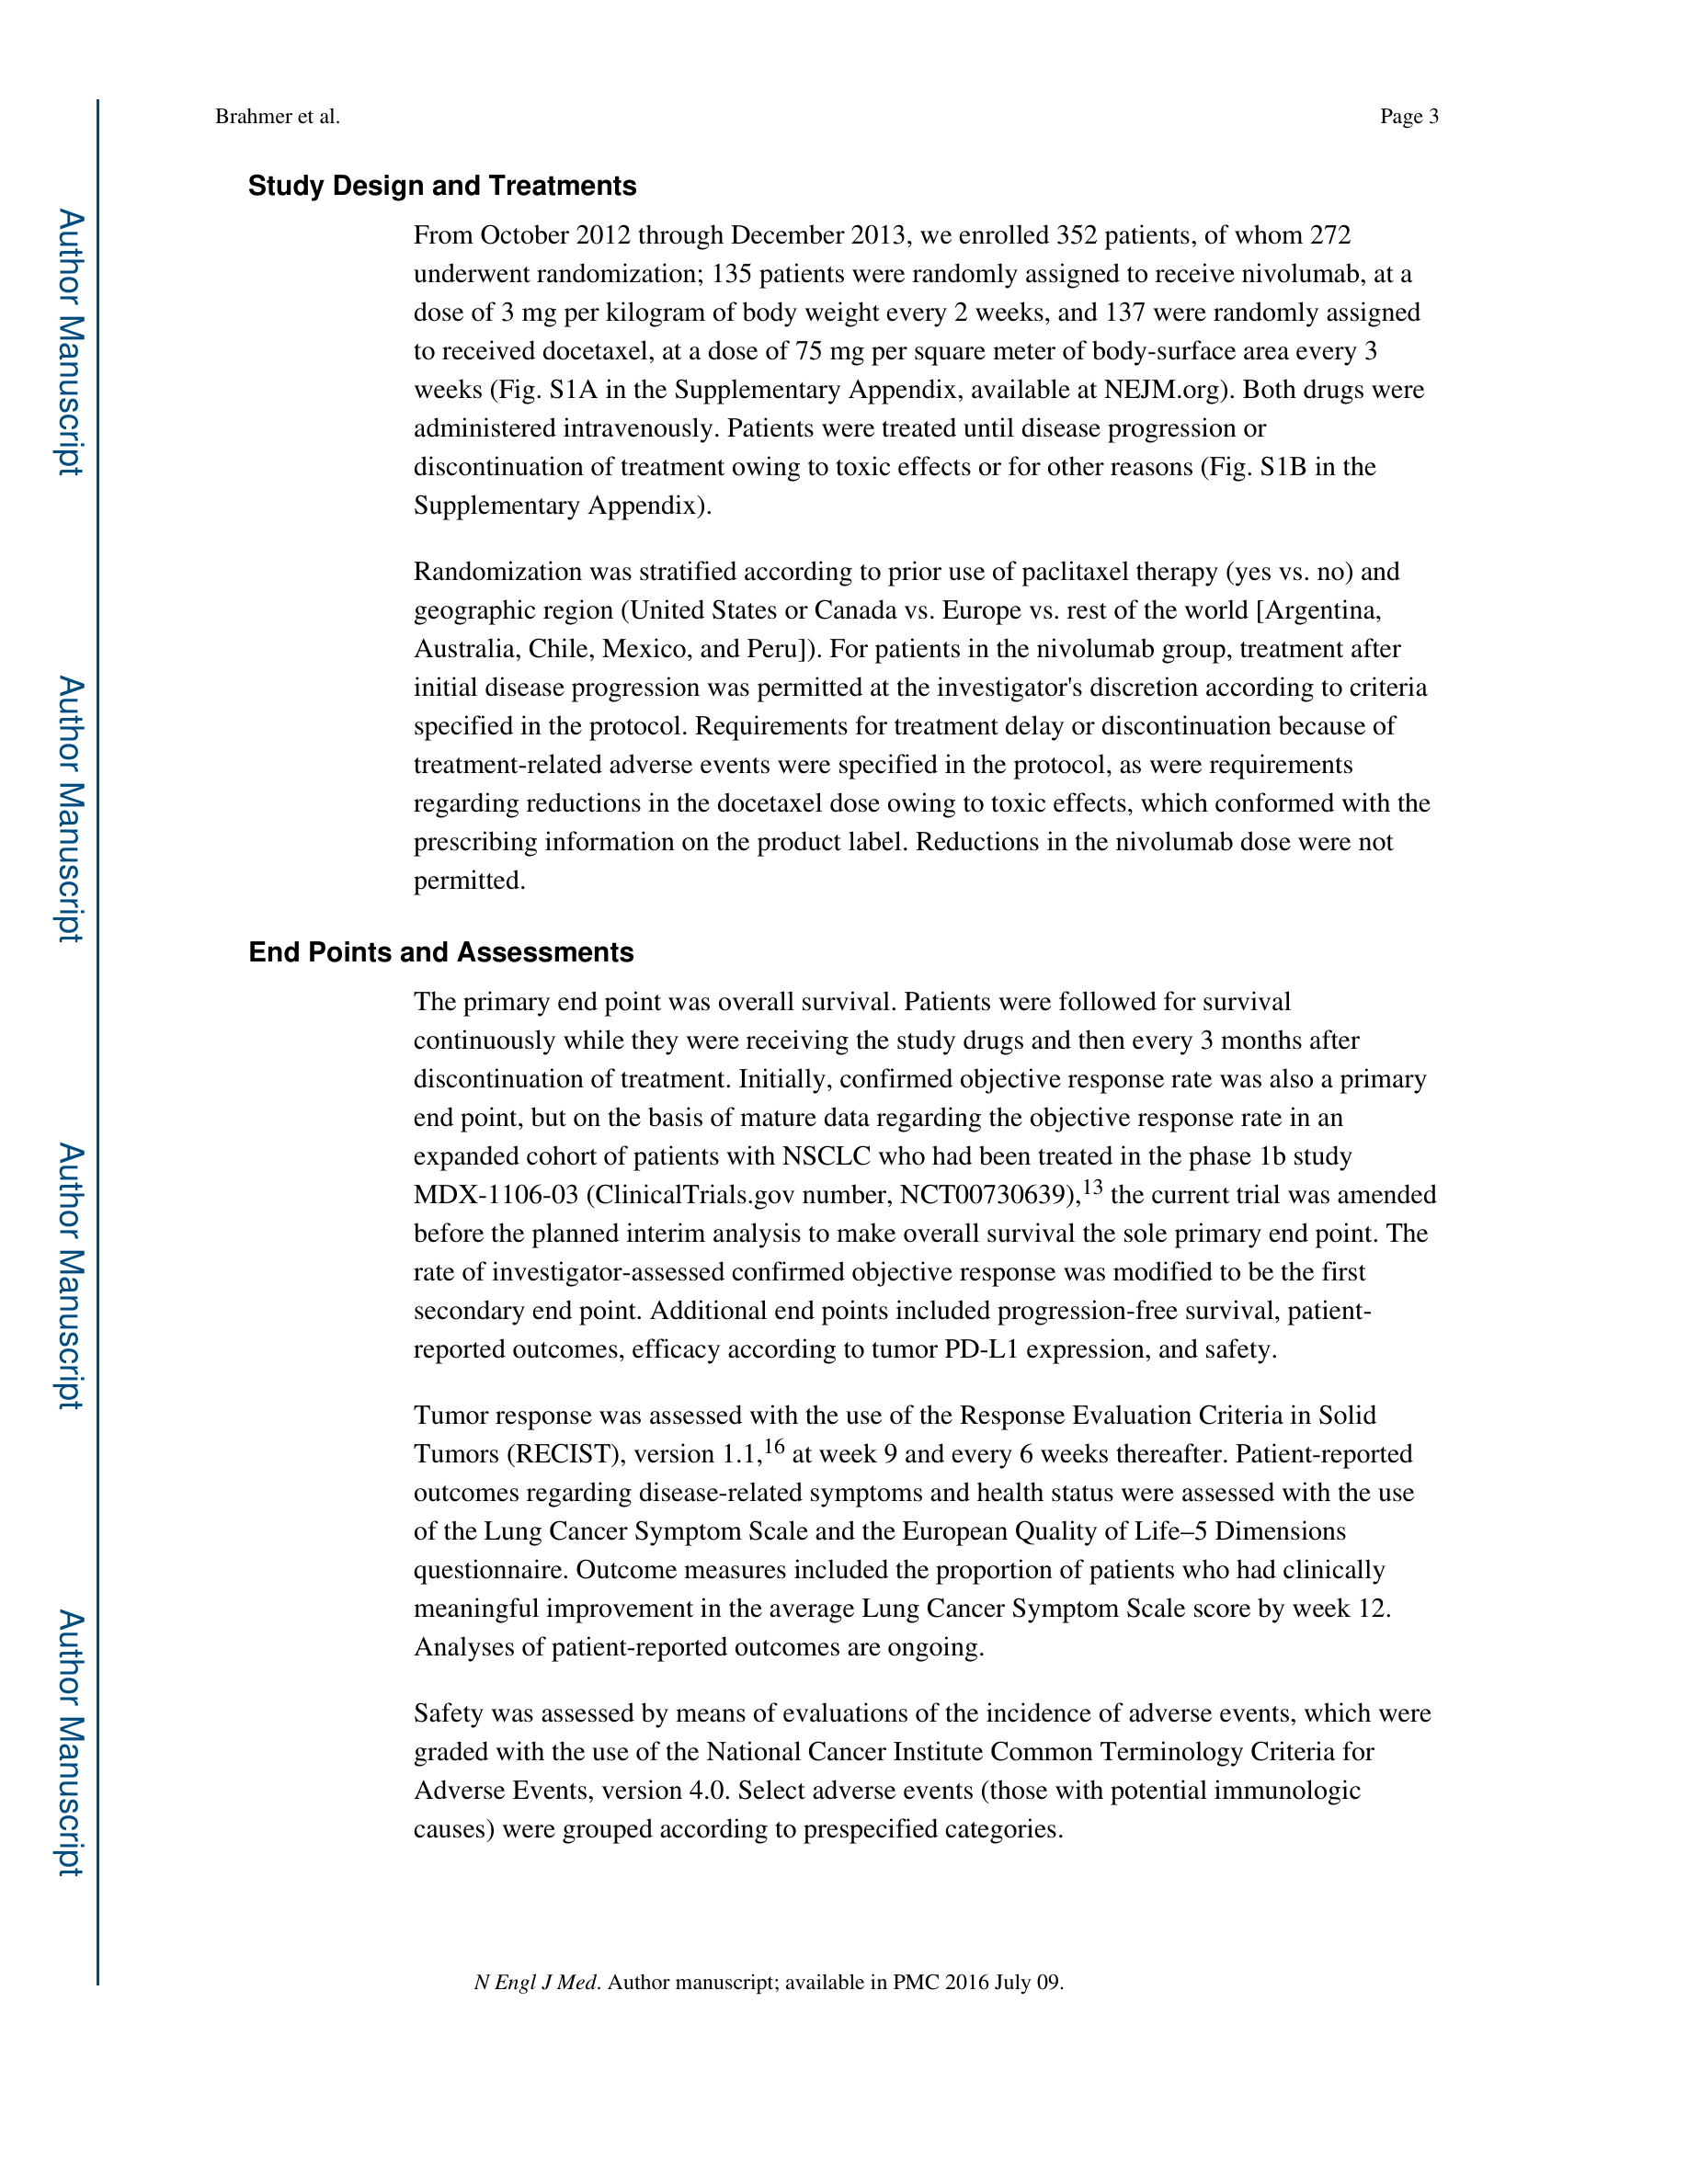 Brahmer et al.
Page 3
Study Design and Treatments
From October 2012 through December 2013, we enrolled 352 patients, of whom 272
underwent randomization; 135 patients were randomly assigned to receive nivolumab, at a
dose of 3 mg per kilogram of body weight every 2 weeks, and 137 were randomly assigned
to received docetaxel, at a dose of 75 mg per square meter of body-surface area every 3
weeks (Fig. S1A in the Supplementary Appendix, available at NEJM.org). Both drugs were
administered intravenously. Patients were treated until disease progression or
discontinuation of treatment owing to toxic effects or for other reasons (Fig. S1B in the
Supplementary Appendix).
Randomization was stratified according to prior use of paclitaxel therapy (yes vs. no) and
geographic region (United States or Canada vs. Europe vs. rest of the world [Argentina,
Australia, Chile, Mexico, and Peru]). For patients in the nivolumab group, treatment after
initial disease progression was permitted at the investigator's discretion according to criteria
specified in the protocol. Requirements for treatment delay or discontinuation because of
treatment-related adverse events were specified in the protocol, as were requirements
regarding reductions in the docetaxel dose owing to toxic effects, which conformed with the
prescribing information on the product label. Reductions in the nivolumab dose were not
permitted.
End Points and Assessments
The primary end point was overall survival. Patients were followed for survival
continuously while they were receiving the study drugs and then every 3 months after
discontinuation of treatment. Initially, confirmed objective response rate was also a primary
end point, but on the basis of mature data regarding the objective response rate in an
expanded cohort of patients with NSCLC who had been treated in the phase 1b study
MDX-1106-03 (ClinicalTrials.gov number, NCT00730639),13 the current trial was amended
before the planned interim analysis to make overall survival the sole primary end point. The
rate of investigator-assessed confirmed objective response was modified to be the first
secondary end point. Additional end points included progression-free survival, patient-
reported outcomes, efficacy according to tumor PD-L1 expression, and safety.
Tumor response was assessed with the use of the Response Evaluation Criteria in Solid
Tumors (RECIST), version 1.1,16 at week 9 and every 6 weeks thereafter. Patient-reported
outcomes regarding disease-related symptoms and health status were assessed with the use
of the Lung Cancer Symptom Scale and the European Quality of Life–5 Dimensions
questionnaire. Outcome measures included the proportion of patients who had clinically
meaningful improvement in the average Lung Cancer Symptom Scale score by week 12.
Analyses of patient-reported outcomes are ongoing.
Safety was assessed by means of evaluations of the incidence of adverse events, which were
graded with the use of the National Cancer Institute Common Terminology Criteria for
Adverse Events, version 4.0. Select adverse events (those with potential immunologic
causes) were grouped according to prespecified categories.
N Engl J Med. Author manuscript; available in PMC 2016 July 09.
Author Manuscript
Author Manuscript
Author Manuscript
Author Manuscript